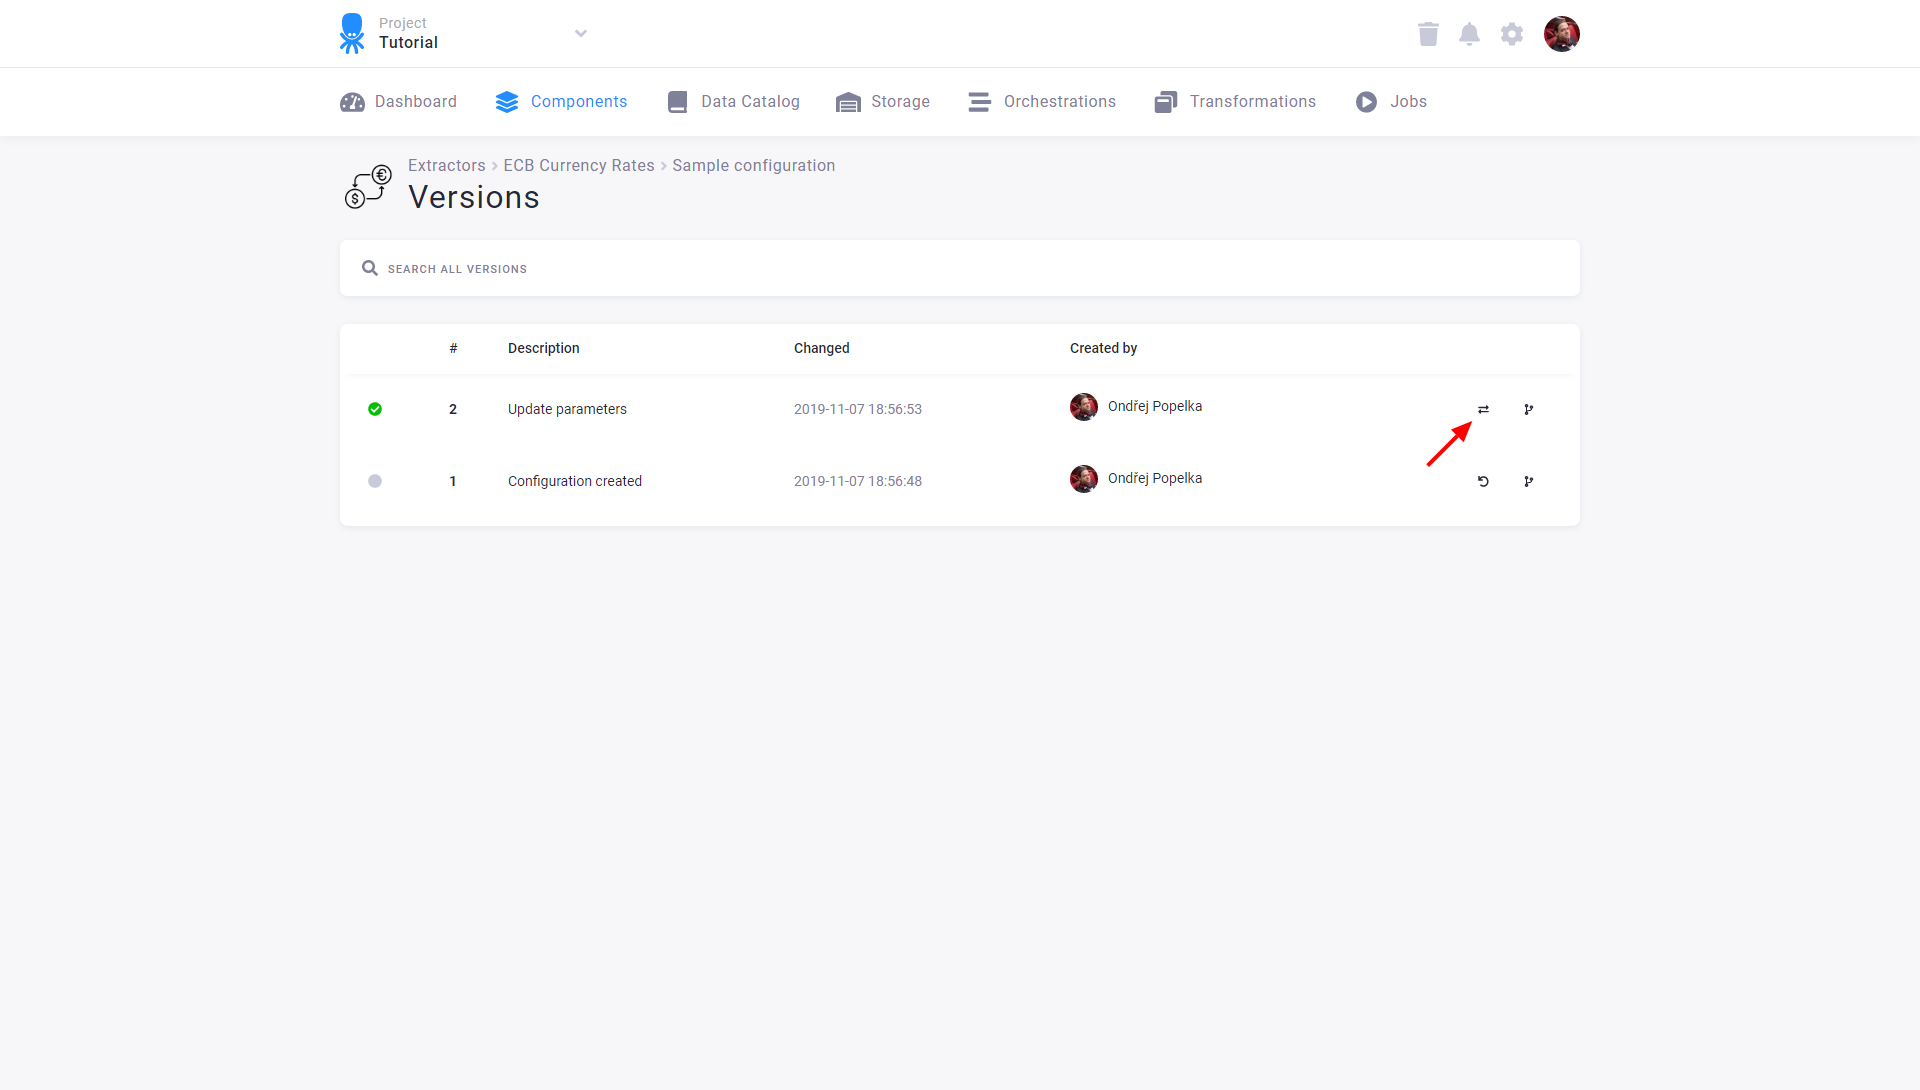 Project
Tutorial
Dashboard Components Data Catalog Storage Orchestrations Transformations Jobs
Extractors ECB Currency Rates Sample configuration
Versions
SEARCH ALL VERSIONS
# Description Changed Created by
2 Update parameters 2019-11-07 18:56:53 Ondřej Popelka
1 Configuration created 2019-11-07 18:56:48 Ondřej Popelka